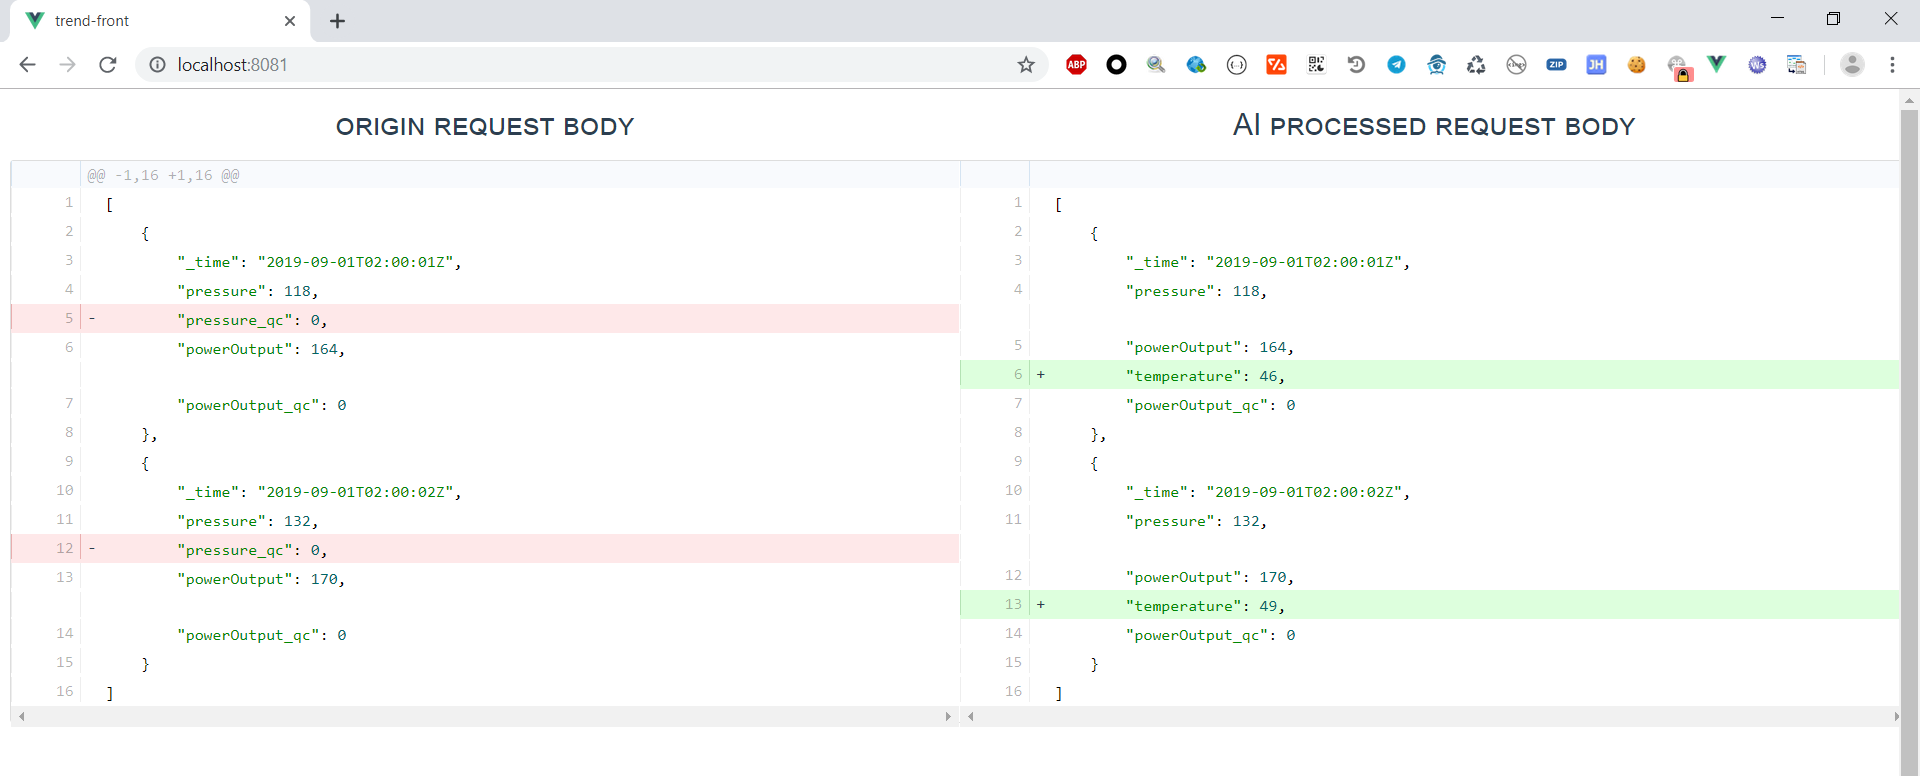 trend-front
localhost:8081
ABP
ZIP
JH
Ws
ORIGIN REQUEST BODY
AI PROCESSED REQUEST BODY
@@ -1,16 +1,16 @@
1 [
2 {
3 "_time": "2019-09-01T02:00:01Z",
4 "pressure": 118,
5 - "pressure_qc": 0,
6 "powerOutput": 164,
7 "powerOutput_qc": 0
8 },
9 {
10 "_time": "2019-09-01T02:00:02Z",
11 "pressure": 132,
12 - "pressure_qc": 0,
13 "powerOutput": 170,
14 "powerOutput_qc": 0
15 }
16 ]
1 [
2 {
3 "_time": "2019-09-01T02:00:01Z",
4 "pressure": 118,
5 "powerOutput": 164,
6 + "temperature": 46,
7 "powerOutput_qc": 0
8 },
9 {
10 "_time": "2019-09-01T02:00:02Z",
11 "pressure": 132,
12 "powerOutput": 170,
13 + "temperature": 49,
14 "powerOutput_qc": 0
15 }
16 ]